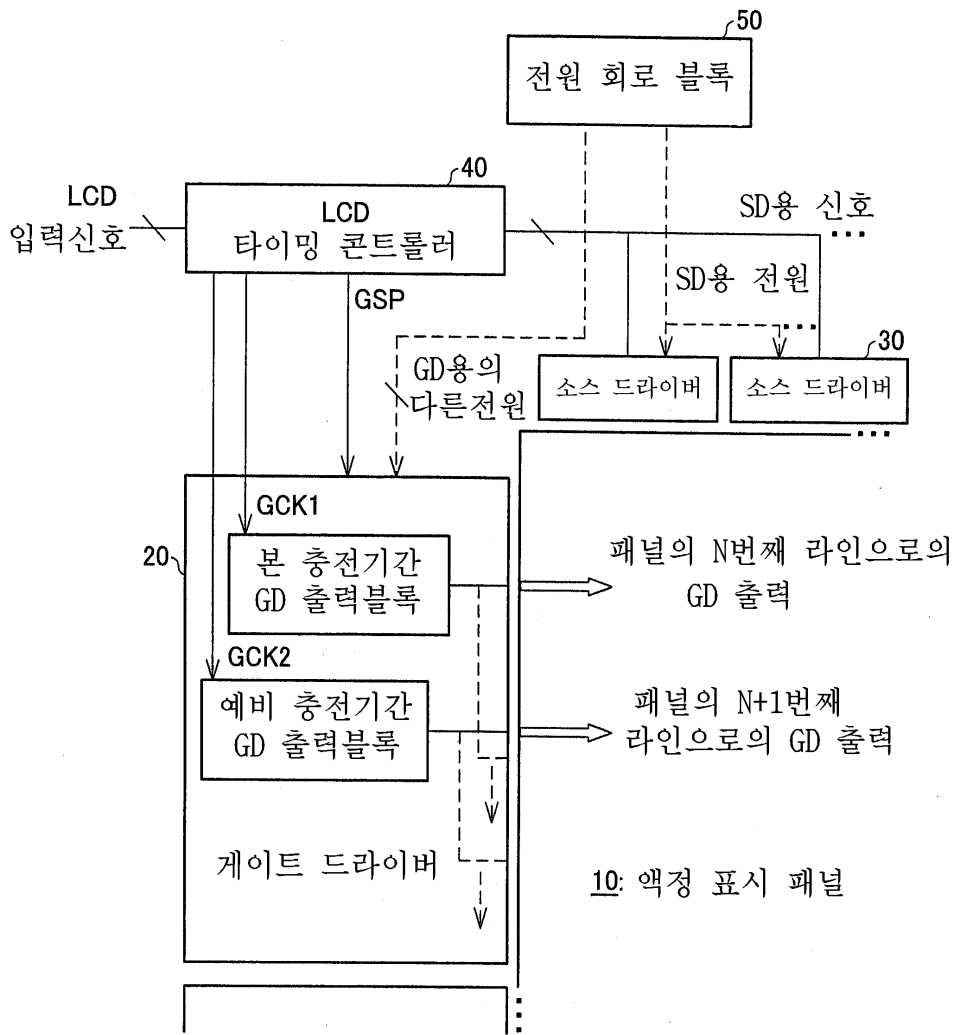 50
전원 회로 블록
40
LCD
입력신호
LCD
타이밍 콘트롤러
SD용 신호
SD용 전원
GSP
30
GD용의
다른전원
소스 드라이버
소스 드라이버
GCK1
20
본 충전기간
GD 출력블록
패널의 N번째 라인으로의
GD 출력
GCK2
예비 충전기간
GD 출력블록
패널의 N+1번째
라인으로의 GD 출력
게이트 드라이버
10: 액정 표시 패널